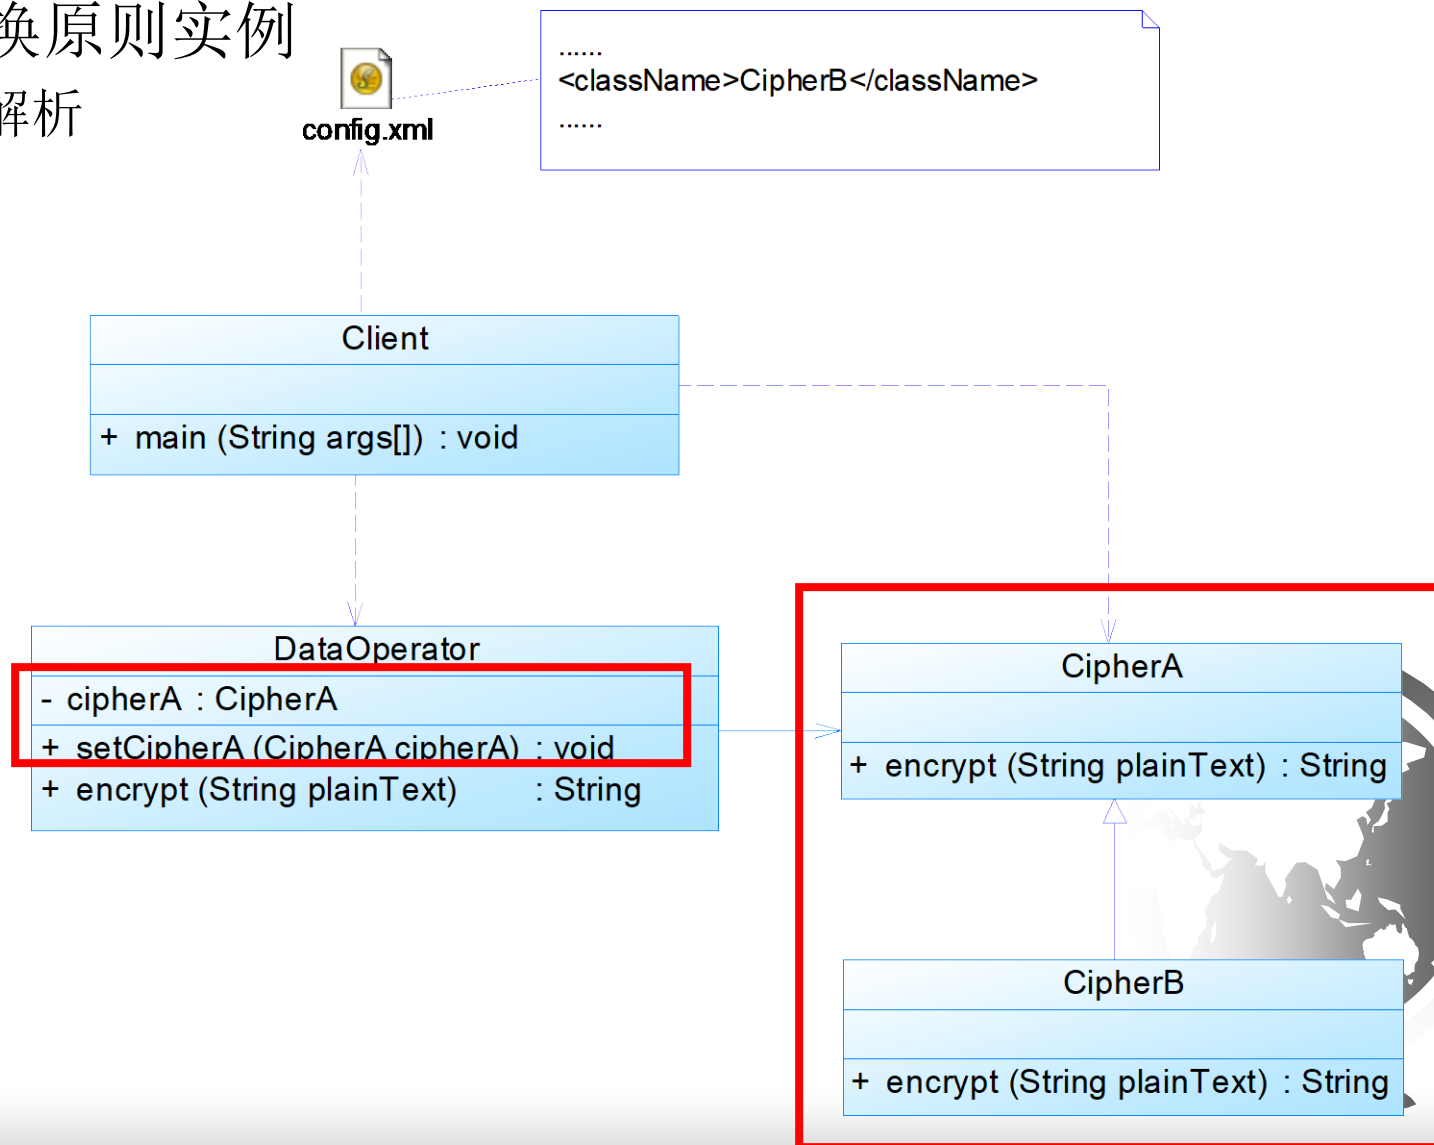 换原则实例
解析
......
<className>CipherB</className>
......
config.xml
Client
+ main (String args[]) : void
DataOperator
- cipherA : CipherA
+ setCipherA (CipherA cipherA) : void
+ encrypt (String plainText) : String
CipherA
+ encrypt (String plainText) : String
CipherB
+ encrypt (String plainText) : String